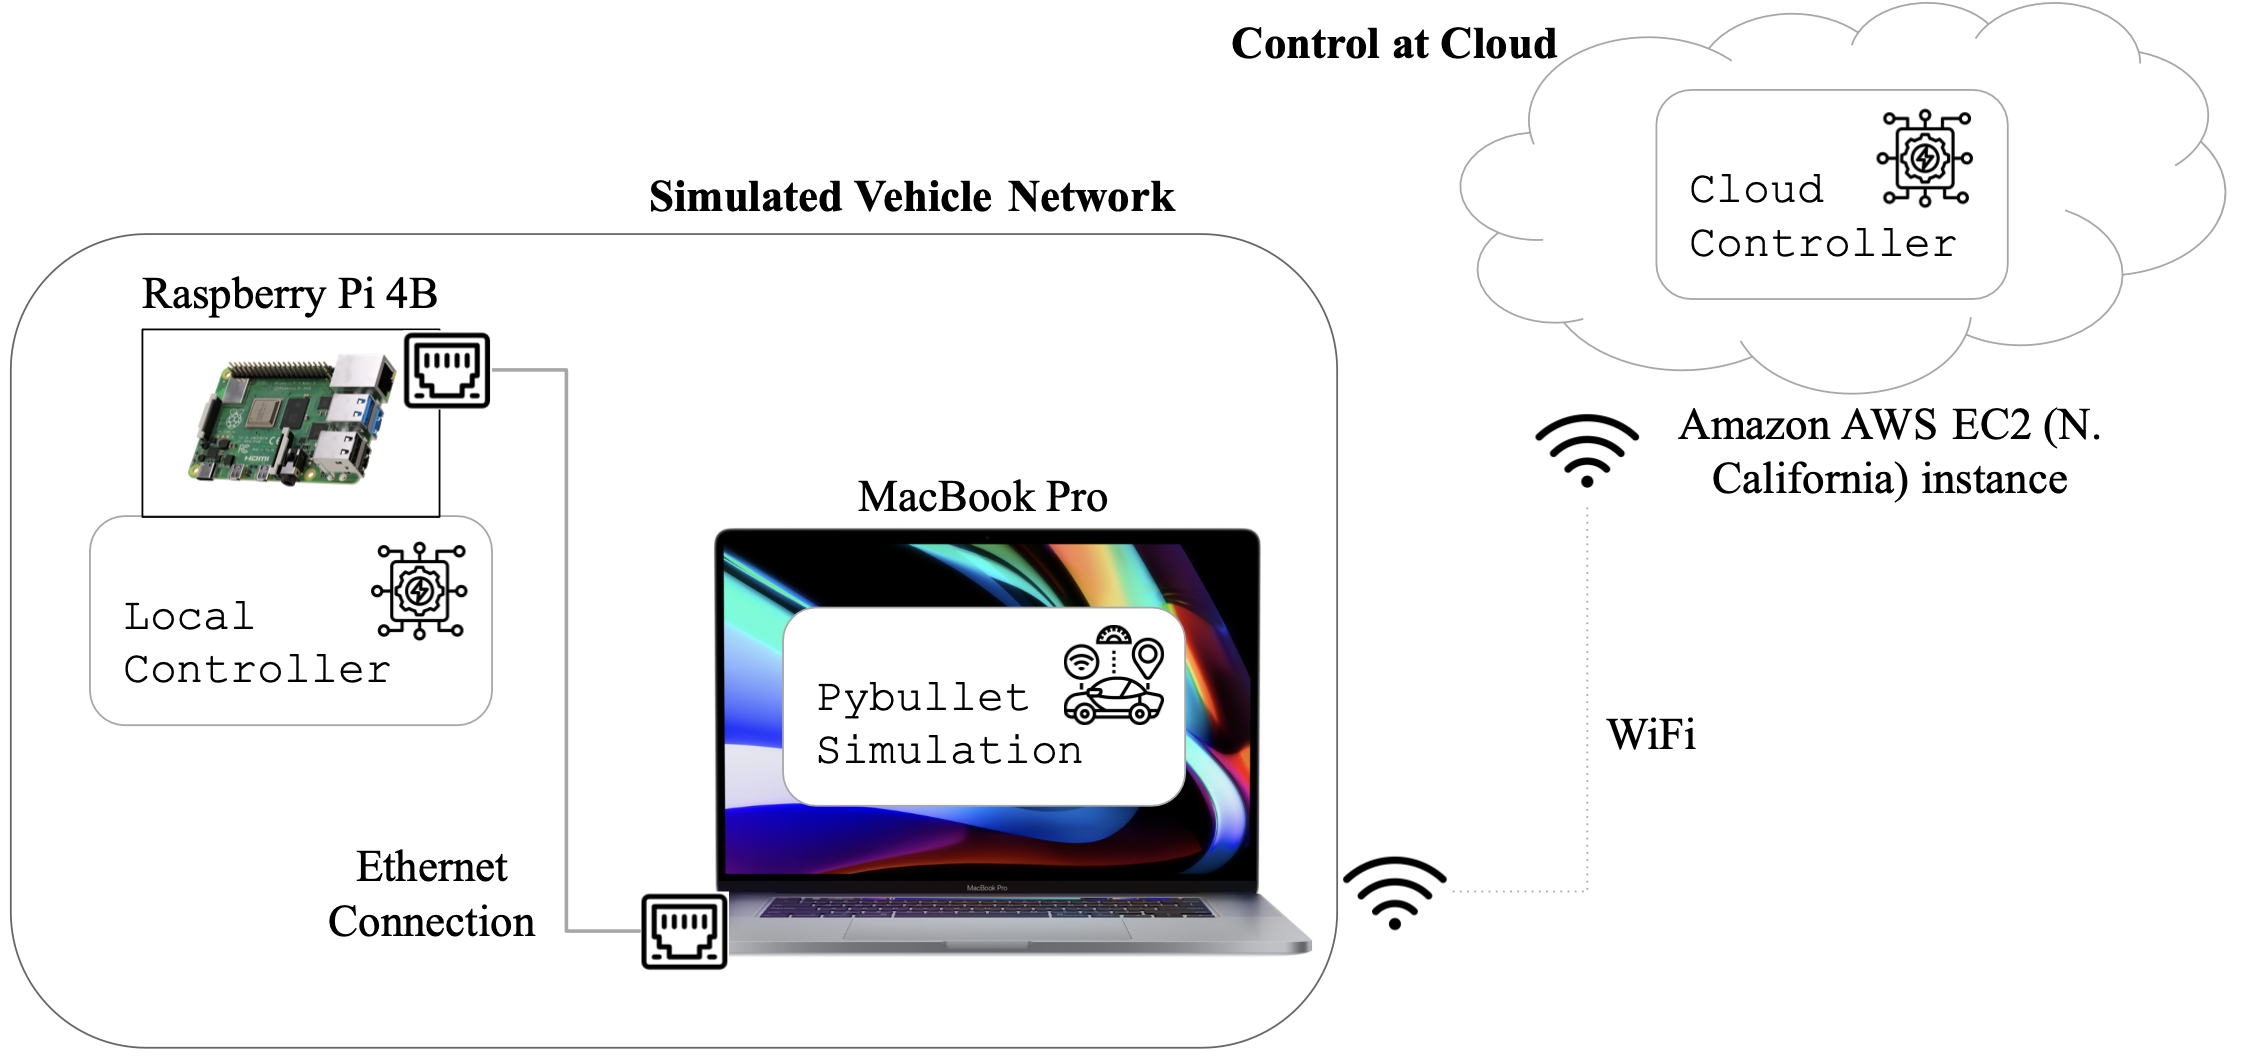 Control at Cloud
Cloud
Controller
Simulated Vehicle Network
Raspberry Pi 4B
Amazon AWS EC2 (N.
California) instance
MacBook Pro
Local
Controller
Pybullet
Simulation
WiFi
Ethernet
Connection
MacBook Pro